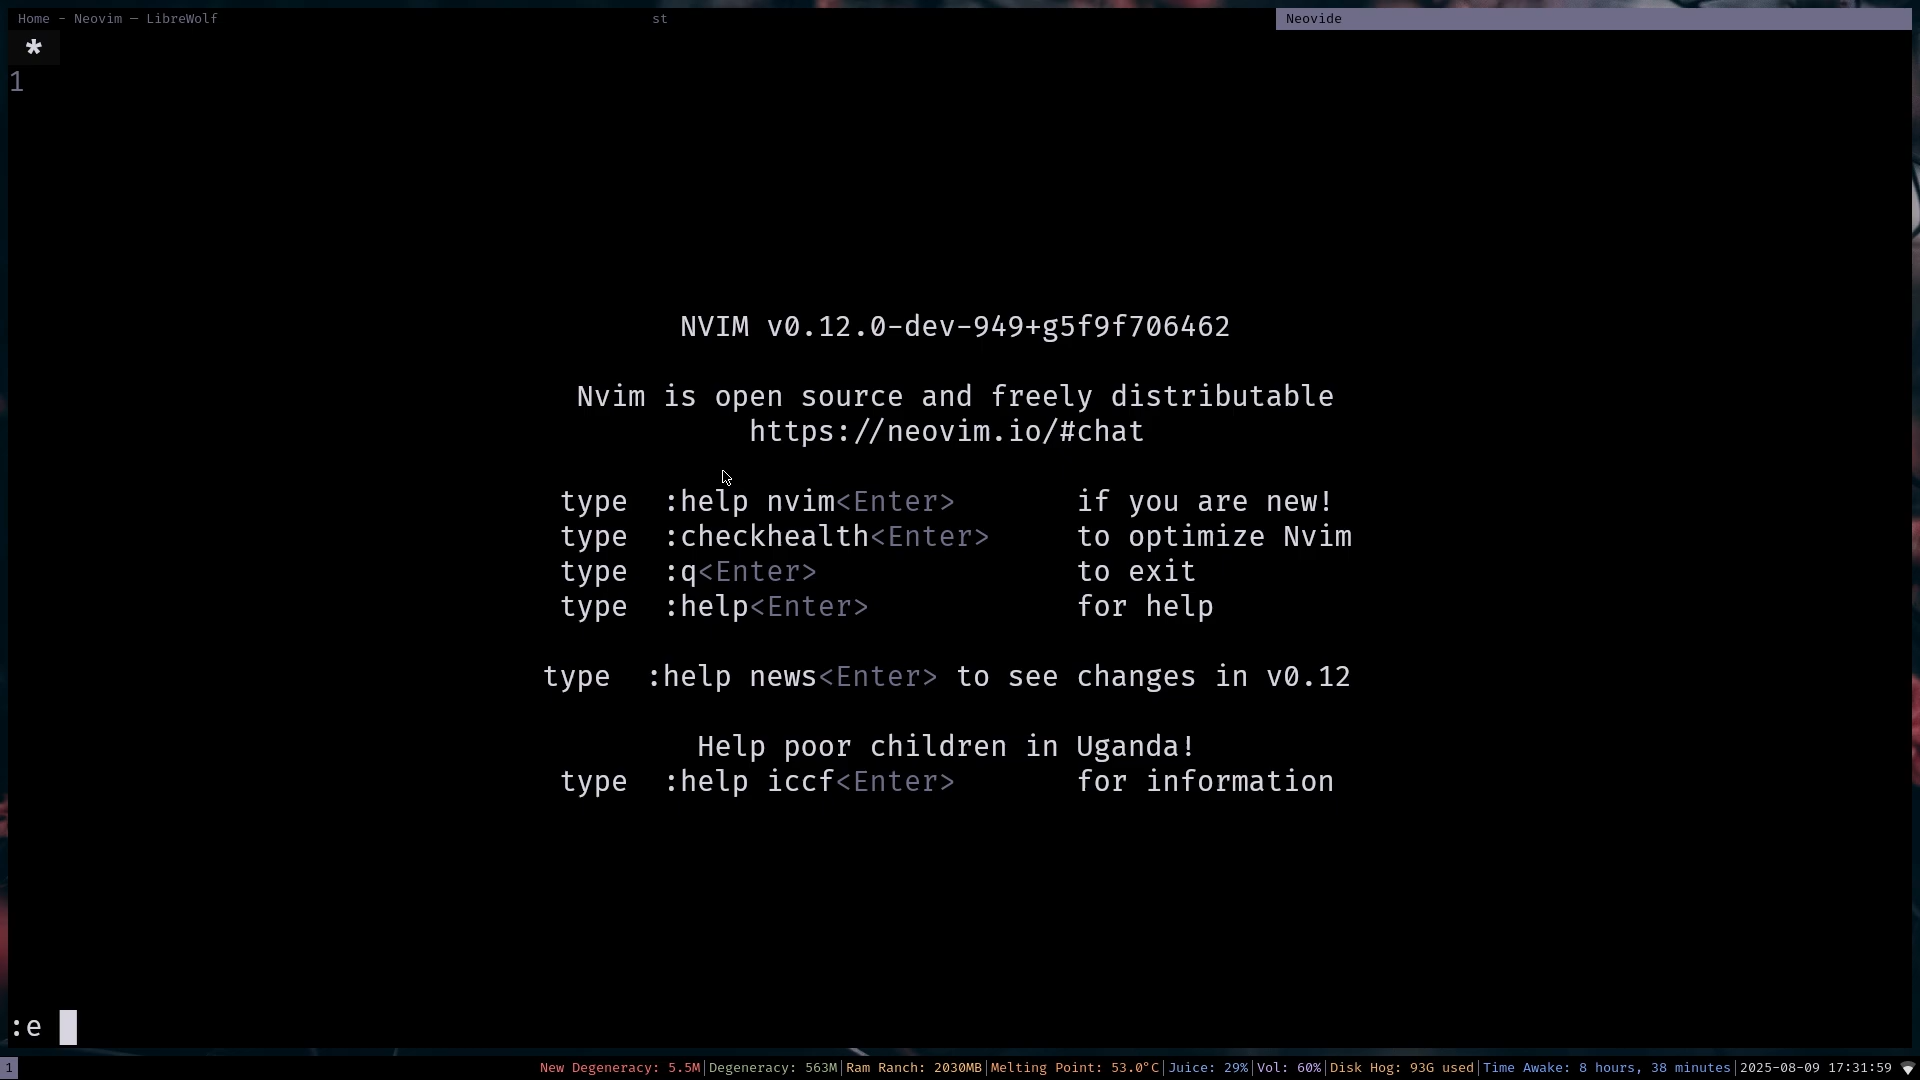 Home - Neovim — LibreWolf st Neovide
*
1
NVIM v0.12.0-dev-949+g5f9f706462
Nvim is open source and freely distributable
https://neovim.io/#chat
type :help nvim<Enter> if you are new!
type :checkhealth<Enter> to optimize Nvim
type :q<Enter> to exit
type :help<Enter> for help
type :help news<Enter> to see changes in v0.12
Help poor children in Uganda!
type :help iccf<Enter> for information
:e
1 New Degeneracy: 5.5M|Degeneracy: 563M|Ram Ranch: 2030MB|Melting Point: 53.0°C|Juice: 29%|Vol: 60%|Disk Hog: 93G used|Time Awake: 8 hours, 38 minutes|2025-08-09 17:31:59